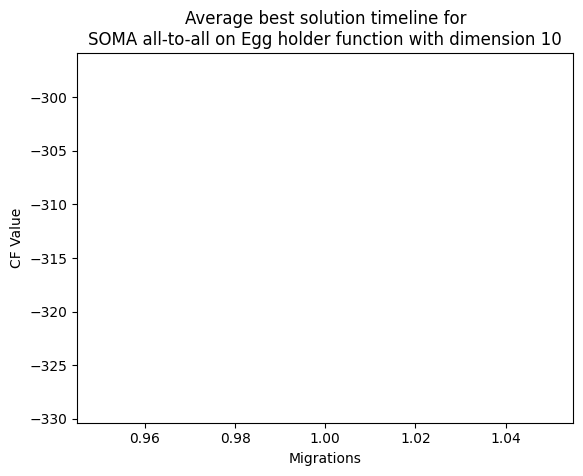 Average best solution timeline for
SOMA all-to-all on Egg holder function with dimension 10
CF Value
−300
−305
−310
−315
−320
−325
−330
0.96 0.98 1.00 1.02 1.04
Migrations